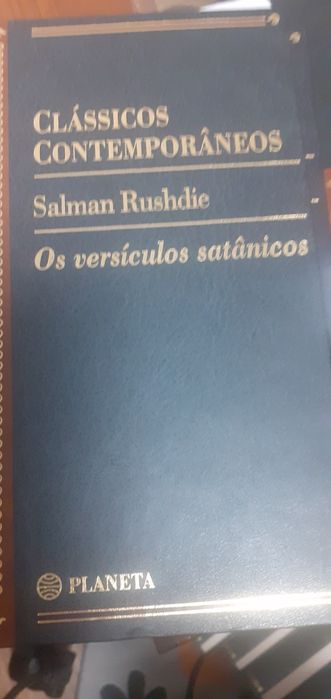 CLÁSSICOS
CONTEMPORÂNEOS
Salman Rushdie
Os versículos satânicos
PLANETA